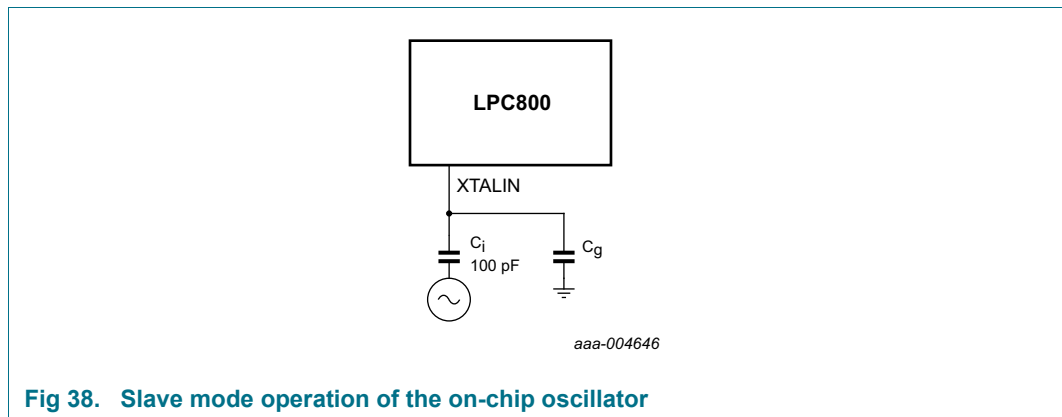 LPC800
XTALIN
Ci
100 pF
Cg
aaa-004646
Fig 38. Slave mode operation of the on-chip oscillator